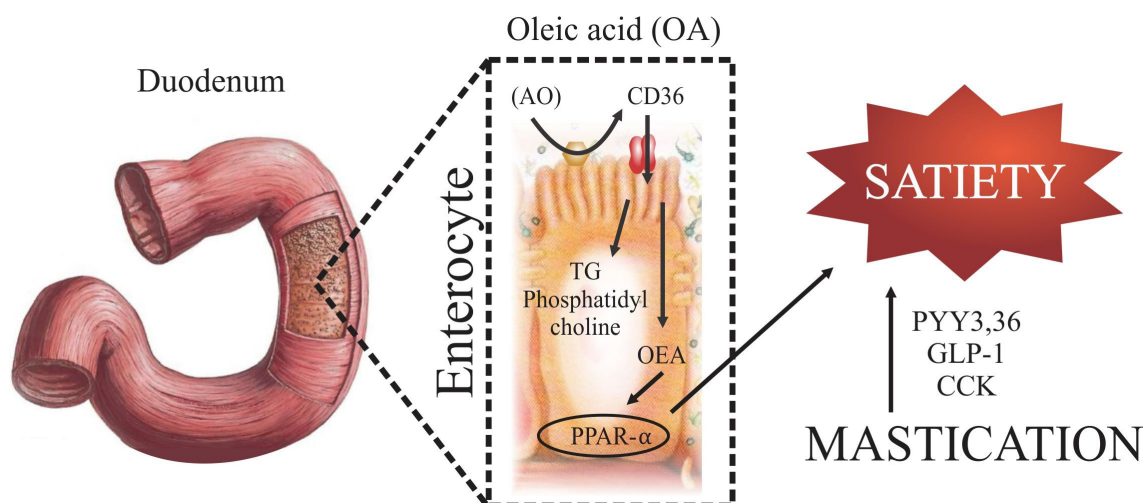 Oleic acid (OA)
Duodenum
Enterocyte
(AO)
CD36
TG
Phosphatidyl
choline
OEA
PPAR-α
SATIETY
PYY3,36
GLP-1
CCK
MASTICATION